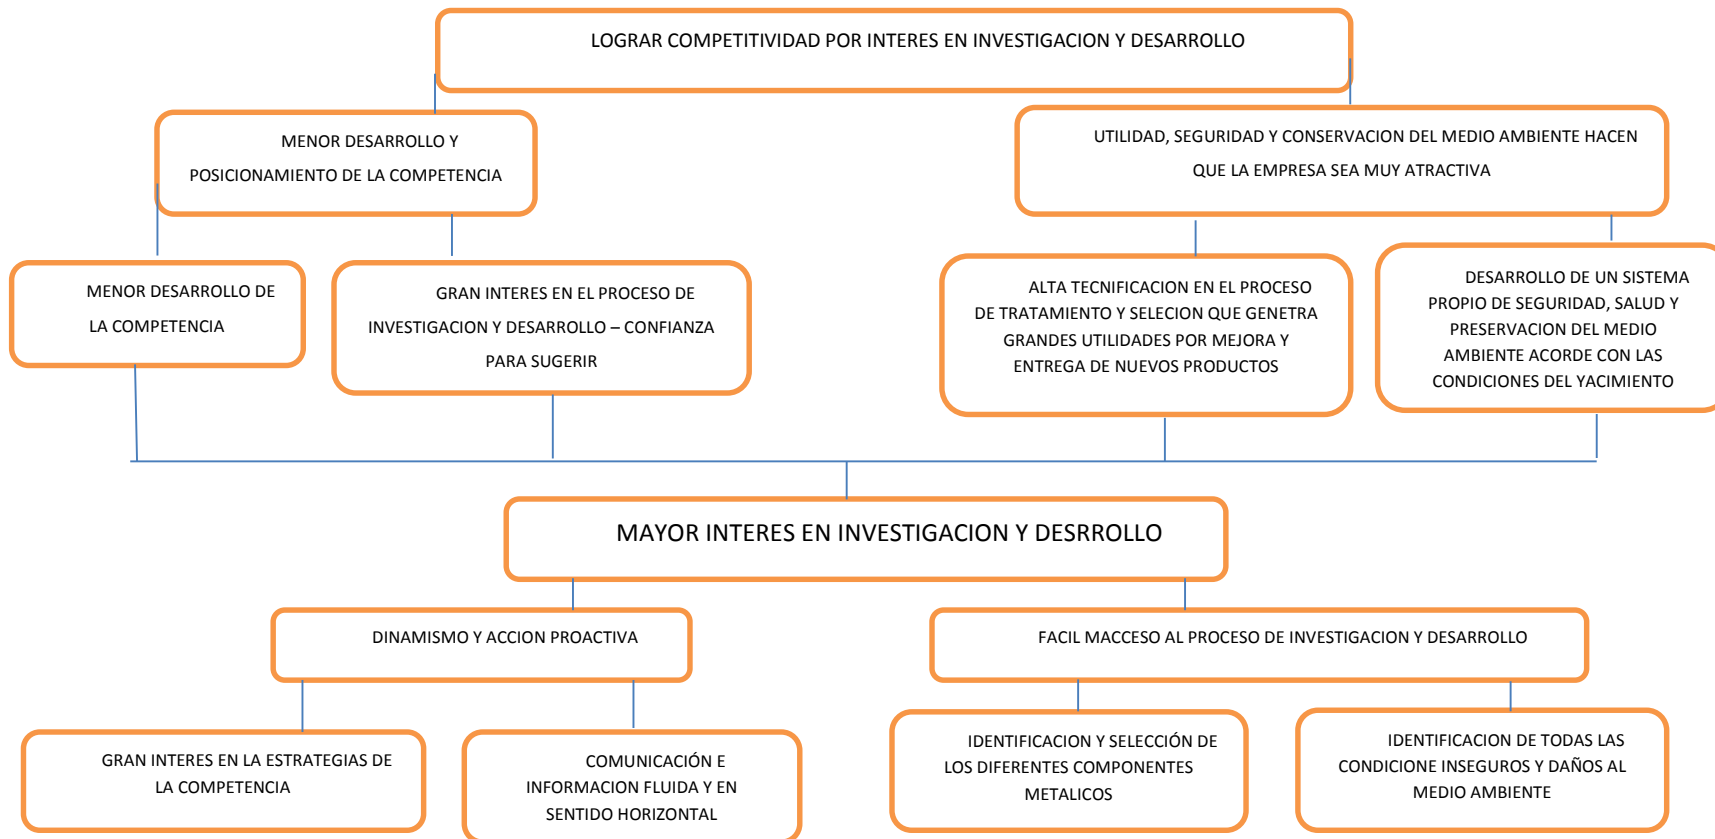 LOGRAR COMPETITIVIDAD POR INTERES EN INVESTIGACION Y DESARROLLO
MENOR DESARROLLO Y
POSICIONAMIENTO DE LA COMPETENCIA
UTILIDAD, SEGURIDAD Y CONSERVACION DEL MEDIO AMBIENTE HACEN
QUE LA EMPRESA SEA MUY ATRACTIVA
MENOR DESARROLLO DE
LA COMPETENCIA
GRAN INTERES EN EL PROCESO DE
INVESTIGACION Y DESARROLLO – CONFIANZA
PARA SUGERIR
ALTA TECNIFICACION EN EL PROCESO
DE TRATAMIENTO Y SELECION QUE GENETRA
GRANDES UTILIDADES POR MEJORA Y
ENTREGA DE NUEVOS PRODUCTOS
DESARROLLO DE UN SISTEMA
PROPIO DE SEGURIDAD, SALUD Y
PRESERVACION DEL MEDIO
AMBIENTE ACORDE CON LAS
CONDICIONES DEL YACIMIENTO
MAYOR INTERES EN INVESTIGACION Y DESRROLLO
DINAMISMO Y ACCION PROACTIVA
FACIL MACCESO AL PROCESO DE INVESTIGACION Y DESARROLLO
GRAN INTERES EN LA ESTRATEGIAS DE
LA COMPETENCIA
COMUNICACIÓN E
INFORMACION FLUIDA Y EN
SENTIDO HORIZONTAL
IDENTIFICACION Y SELECCIÓN DE
LOS DIFERENTES COMPONENTES
METALICOS
IDENTIFICACION DE TODAS LAS
CONDICIONE INSEGUROS Y DAÑOS AL
MEDIO AMBIENTE